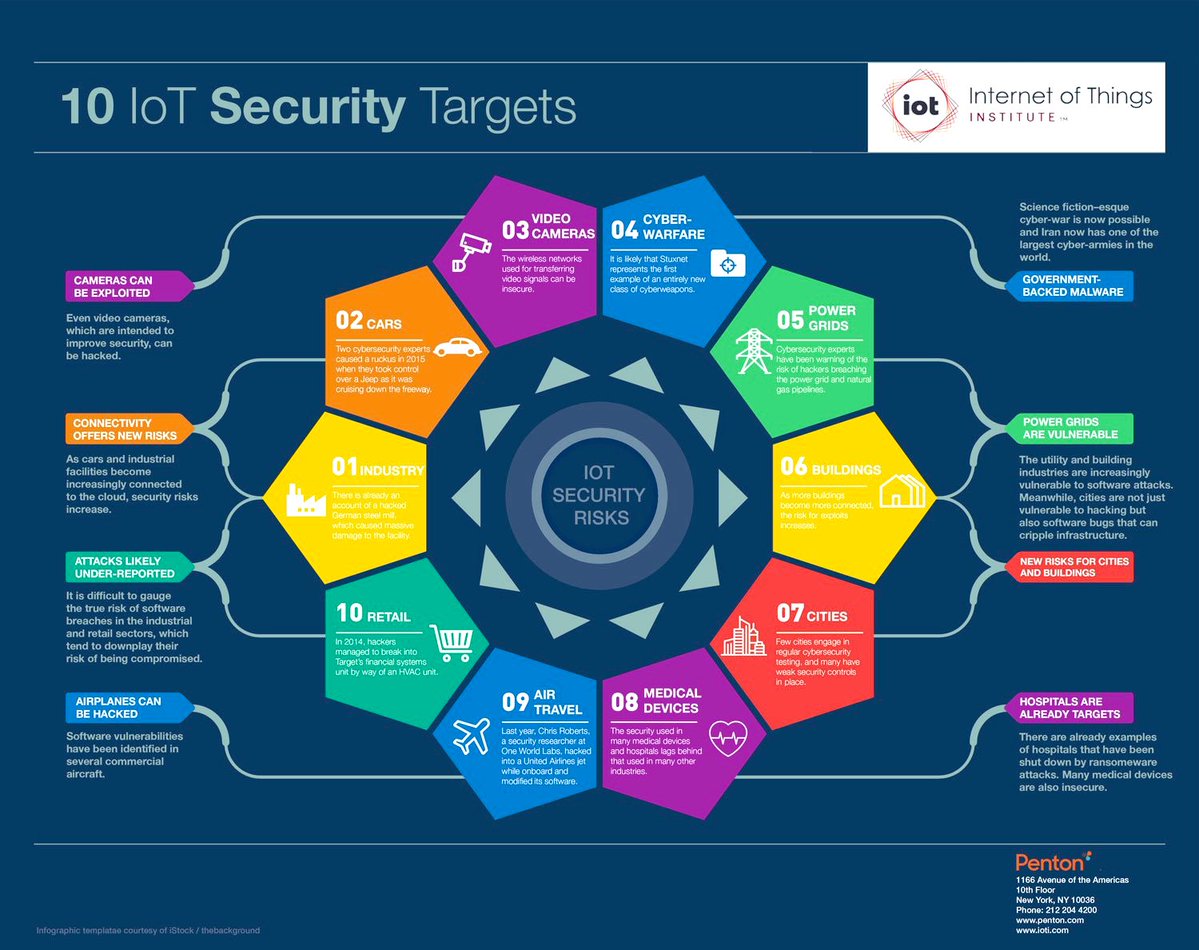 10 IoT Security Targets
iot
Internet of Things
INSTITUTE
03 VIDEO
CAMERAS
The wireless networks
used for transferring
video signals can be
insecure.
04 CYBER-
WARFARE
It is likely that Stuxnet
represents the first
example of an entirely new
class of cyberweapons.
Science fiction–esque
cyber-war is now possible
and Iran now has one of the
largest cyber-armies in the
world.
GOVERNMENT-
BACKED MALWARE
CAMERAS CAN
BE EXPLOITED
Even video cameras,
which are intended to
improve security, can
be hacked.
02 CARS
Two cybersecurity experts
caused a ruckus in 2015
when they took control
over a Jeep as it was
cruising down the freeway.
05 POWER
GRIDS
Cybersecurity experts
have been warning of the
risk of hackers breaching
the power grid and natural
gas pipelines.
CONNECTIVITY
OFFERS NEW RISKS
As cars and industrial
facilities become
increasingly connected
to the cloud, security risks
increase.
POWER GRIDS
ARE VULNERABLE
The utility and building
industries are increasingly
vulnerable to software attacks.
Meanwhile, cities are not just
vulnerable to hacking but
also software bugs that can
cripple infrastructure.
01 INDUSTRY
There is already an
account of a hacked
German steel mill,
which caused massive
damage to the facility.
IOT
SECURITY
RISKS
06 BUILDINGS
As more buildings
become more connected,
the risk for exploits
increases.
ATTACKS LIKELY
UNDER-REPORTED
It is difficult to gauge
the true risk of software
breaches in the industrial
and retail sectors, which
tend to downplay their
risk of being compromised.
NEW RISKS FOR CITIES
AND BUILDINGS
10 RETAIL
In 2014, hackers
managed to break into
Target's financial systems
unit by way of an HVAC unit.
07 CITIES
Few cities engage in
regular cybersecurity
testing, and many have
weak security controls
in place.
AIRPLANES CAN
BE HACKED
Software vulnerabilities
have been identified in
several commercial
aircraft.
09 AIR
TRAVEL
Last year, Chris Roberts,
a security researcher at
One World Labs, hacked
into a United Airlines jet
while onboard and
modified its software.
08 MEDICAL
DEVICES
The security used in
many medical devices
and hospitals lags behind
that used in many other
industries.
HOSPITALS ARE
ALREADY TARGETS
There are already examples
of hospitals that have been
shut down by ransomeware
attacks. Many medical devices
are also insecure.
Penton
1166 Avenue of the Americas
10th Floor
New York, NY 10036
Phone: 212 204 4200
www.penton.com
www.ioti.com
Infographic templatae courtesy of iStock / thebackground